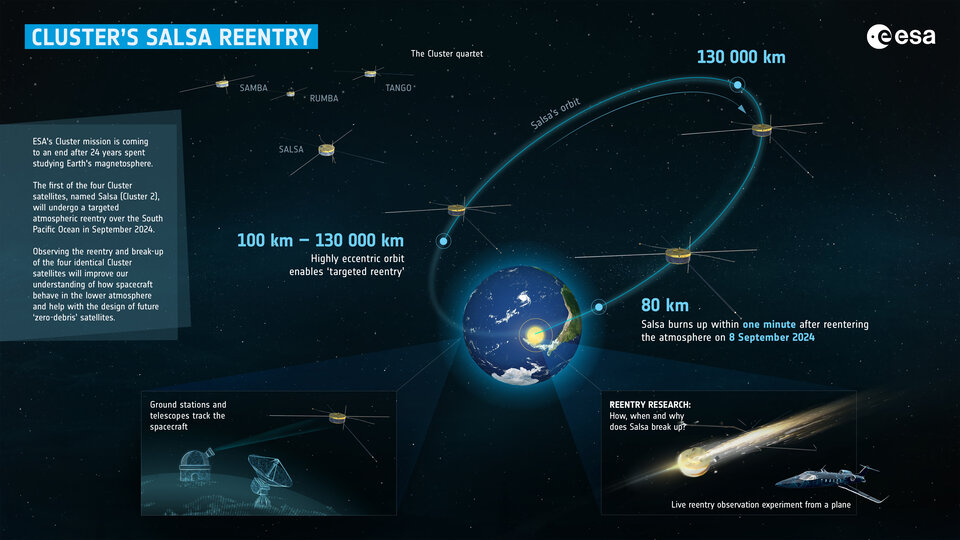 CLUSTER'S SALSA REENTRY
esa
The Cluster quartet
SAMBA
RUMBA
TANGO
SALSA
ESA's Cluster mission is coming
to an end after 24 years spent
studying Earth's magnetosphere.
The first of the four Cluster
satellites, named Salsa (Cluster 2),
will undergo a targeted
atmospheric reentry over the South
Pacific Ocean in September 2024.
Observing the reentry and break-up
of the four identical Cluster
satellites will improve our
understanding of how spacecraft
behave in the lower atmosphere
and help with the design of future
'zero-debris' satellites.
130 000 km
Salsa's orbit
100 km – 130 000 km
Highly eccentric orbit
enables 'targeted reentry'
80 km
Salsa burns up within one minute after reentering
the atmosphere on 8 September 2024
Ground stations and
telescopes track the
spacecraft
REENTRY RESEARCH:
How, when and why
does Salsa break up?
Live reentry observation experiment from a plane